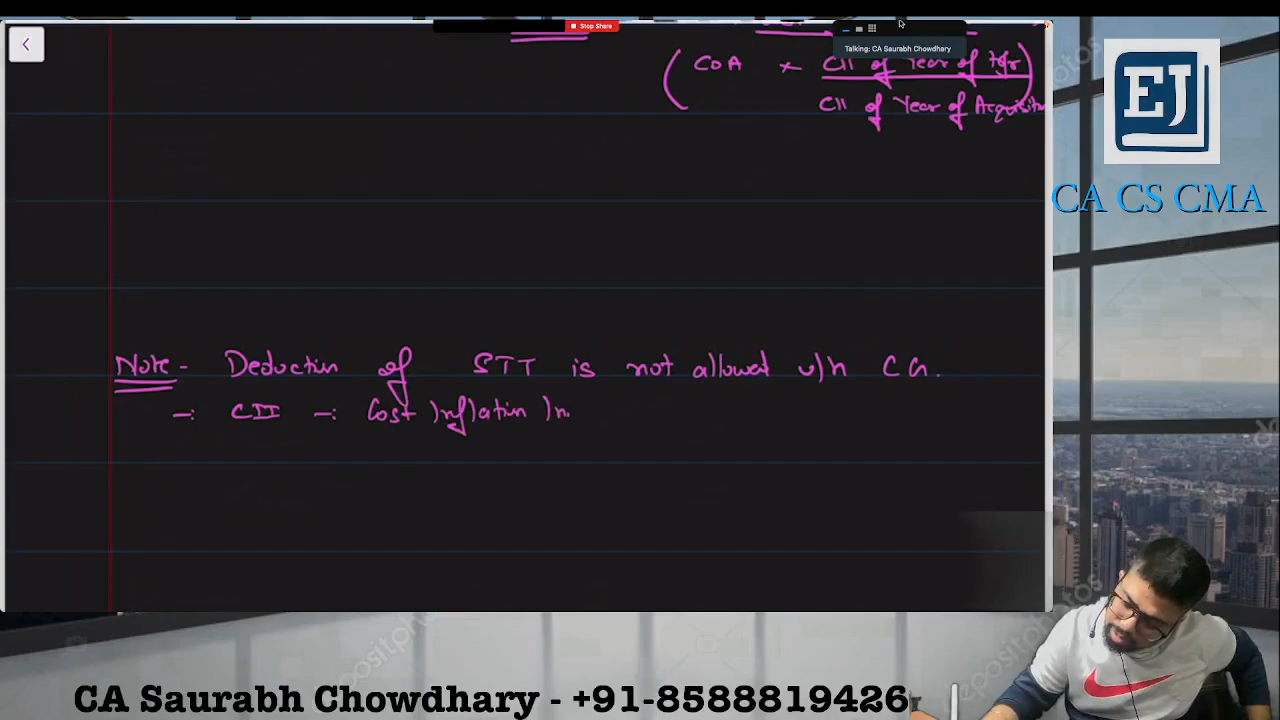 Stop Share
Talking: CA Saurabh Chowdhary
( COA × CII of Year of Tfr )
CII of Year of Acquisitn
Note - Deduction of STT is not allowed u/h CG.
-: CII -: Cost Inflation In
EJ
CA CS CMA
CA Saurabh Chowdhary - +91-8588819426